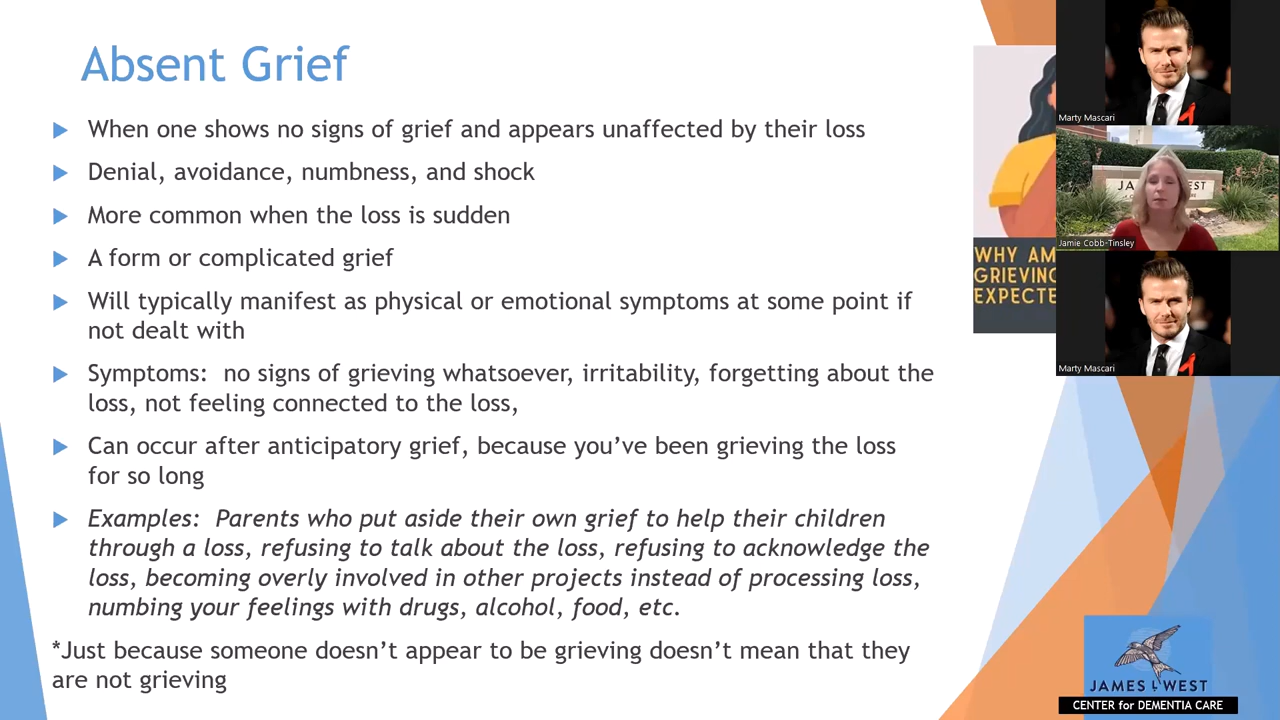 Absent Grief
When one shows no signs of grief and appears unaffected by their loss
Denial, avoidance, numbness, and shock
More common when the loss is sudden
A form or complicated grief
Will typically manifest as physical or emotional symptoms at some point if
not dealt with
Symptoms: no signs of grieving whatsoever, irritability, forgetting about the
loss, not feeling connected to the loss,
Can occur after anticipatory grief, because you’ve been grieving the loss
for so long
Examples: Parents who put aside their own grief to help their children
through a loss, refusing to talk about the loss, refusing to acknowledge the
loss, becoming overly involved in other projects instead of processing loss,
numbing your feelings with drugs, alcohol, food, etc.
*Just because someone doesn’t appear to be grieving doesn’t mean that they
are not grieving
WHY AM
GRIEVING
EXPECTE
Marty Mascari
JA WEST
Jamie Cobb-Tinsley
Marty Mascari
JAMES L WEST
CENTER for DEMENTIA CARE